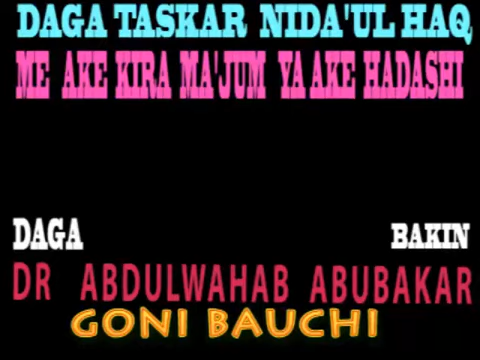 DAGA TASKAR NIDA'UL HAQ
ME AKE KIRA MA'JUM YA AKE HADASHI
DAGA BAKIN
DR ABDULWAHAB ABUBAKAR
GONI BAUCHI